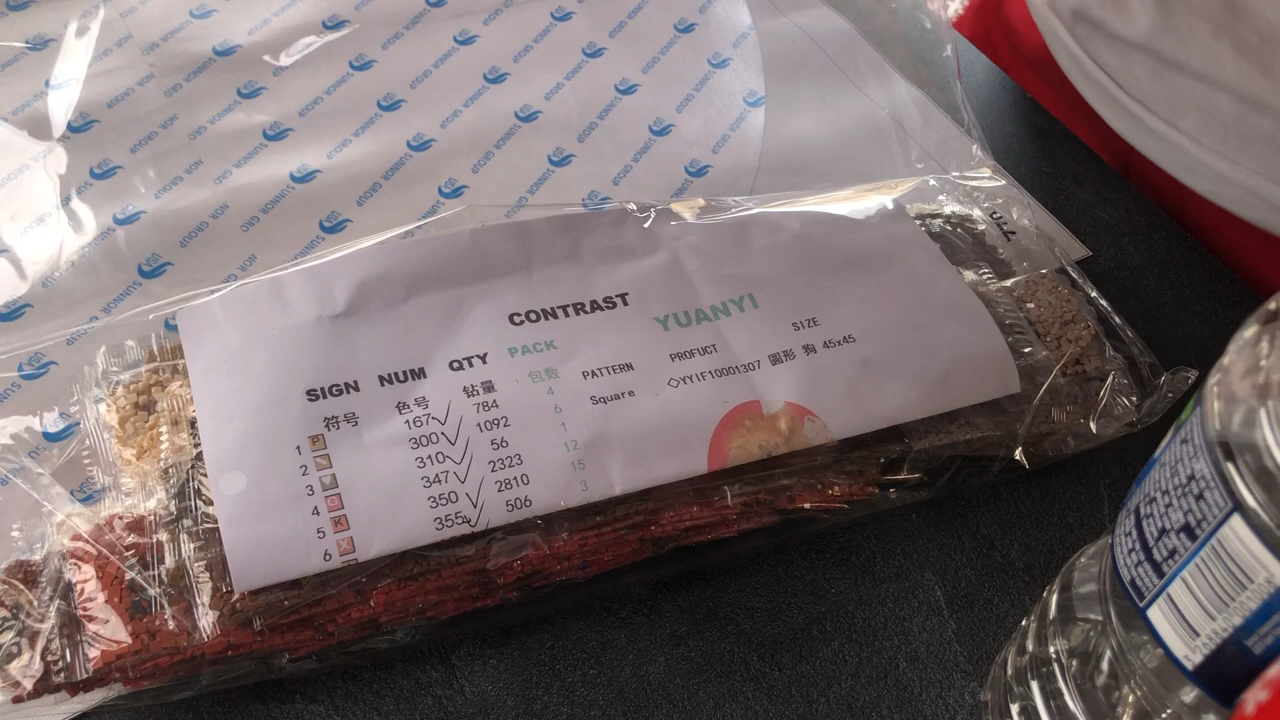 USA SUNNOR GROUP
CONTRAST YUANYI
SIGN NUM QTY PACK PATTERN PROFUCT SIZE
符号 色号 钻量 包数 Square ◇YYIF10001307 圆形 狗 45x45
1 P 167 784 4
2 300 1092 6
3 310 56 1
4 G 347 2323 12
5 K 350 2810 15
6 X 355 506 3